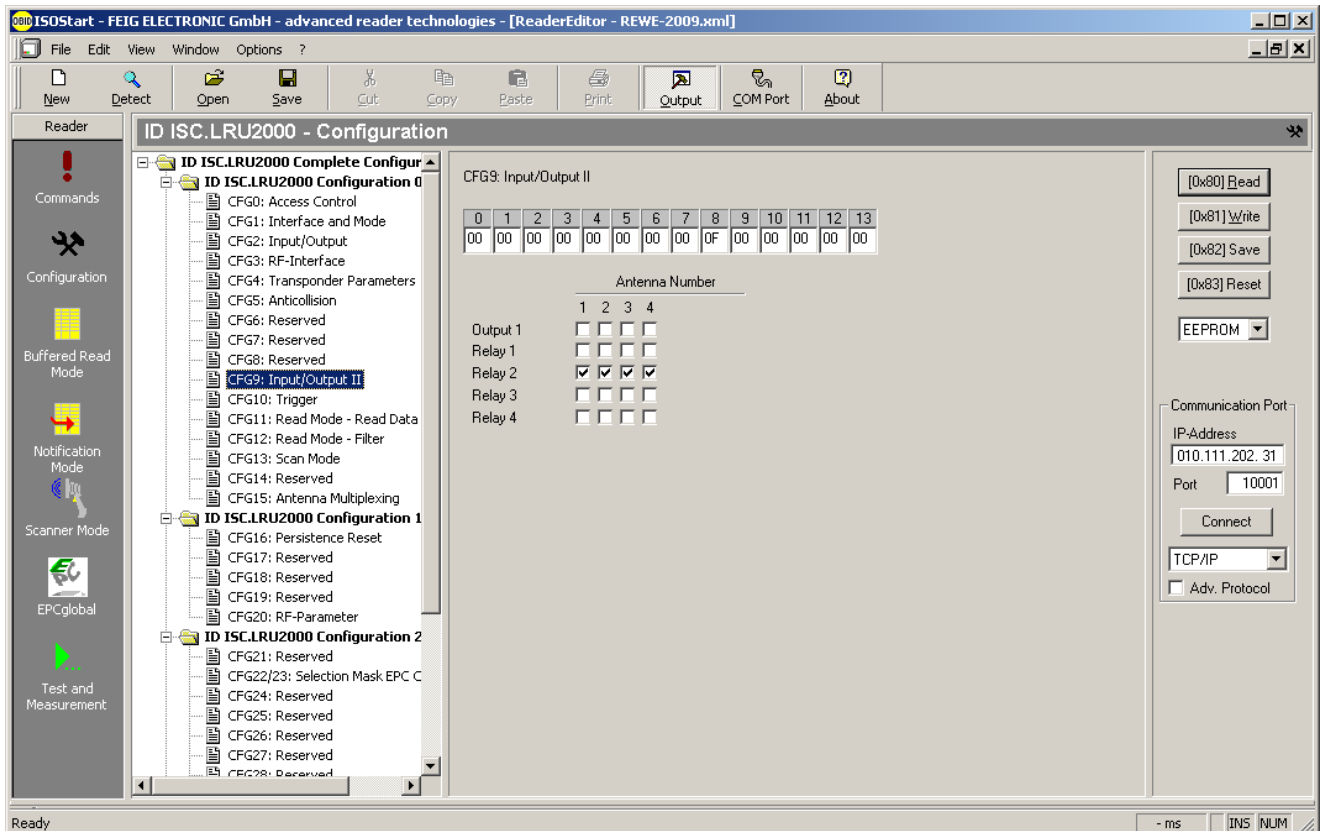 OBID ISOStart - FEIG ELECTRONIC GmbH - advanced reader technologies - [ReaderEditor - REWE-2009.xml]
File Edit View Window Options ?
New Detect Open Save Cut Copy Paste Print Output COM Port About
Reader
ID ISC.LRU2000 - Configuration
Commands
Configuration
Buffered Read
Mode
Notification
Mode
Scanner Mode
EPCglobal
Test and
Measurement
ID ISC.LRU2000 Complete Configur
ID ISC.LRU2000 Configuration 0
CFG0: Access Control
CFG1: Interface and Mode
CFG2: Input/Output
CFG3: RF-Interface
CFG4: Transponder Parameters
CFG5: Anticollision
CFG6: Reserved
CFG7: Reserved
CFG8: Reserved
CFG9: Input/Output II
CFG10: Trigger
CFG11: Read Mode - Read Data
CFG12: Read Mode - Filter
CFG13: Scan Mode
CFG14: Reserved
CFG15: Antenna Multiplexing
ID ISC.LRU2000 Configuration 1
CFG16: Persistence Reset
CFG17: Reserved
CFG18: Reserved
CFG19: Reserved
CFG20: RF-Parameter
ID ISC.LRU2000 Configuration 2
CFG21: Reserved
CFG22/23: Selection Mask EPC C
CFG24: Reserved
CFG25: Reserved
CFG26: Reserved
CFG27: Reserved
CFG28: Reserved
CFG9: Input/Output II
0 1 2 3 4 5 6 7 8 9 10 11 12 13
00 00 00 00 00 00 00 00 0F 00 00 00 00 00
Antenna Number
1 2 3 4
Output 1
Relay 1
Relay 2
Relay 3
Relay 4
[0x80] Read
[0x81] Write
[0x82] Save
[0x83] Reset
EEPROM
Communication Port
IP-Address
010.111.202. 31
Port 10001
Connect
TCP/IP
Adv. Protocol
Ready - ms INS NUM